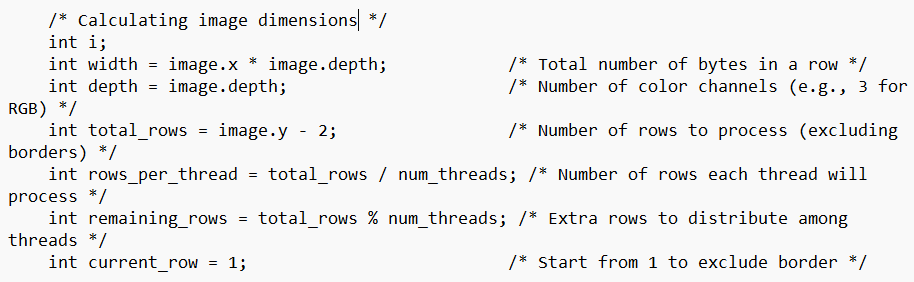 /* Calculating image dimensions */
int i;
int width = image.x * image.depth; /* Total number of bytes in a row */
int depth = image.depth; /* Number of color channels (e.g., 3 for
RGB) */
int total_rows = image.y - 2; /* Number of rows to process (excluding
borders) */
int rows_per_thread = total_rows / num_threads; /* Number of rows each thread will
process */
int remaining_rows = total_rows % num_threads; /* Extra rows to distribute among
threads */
int current_row = 1; /* Start from 1 to exclude border */